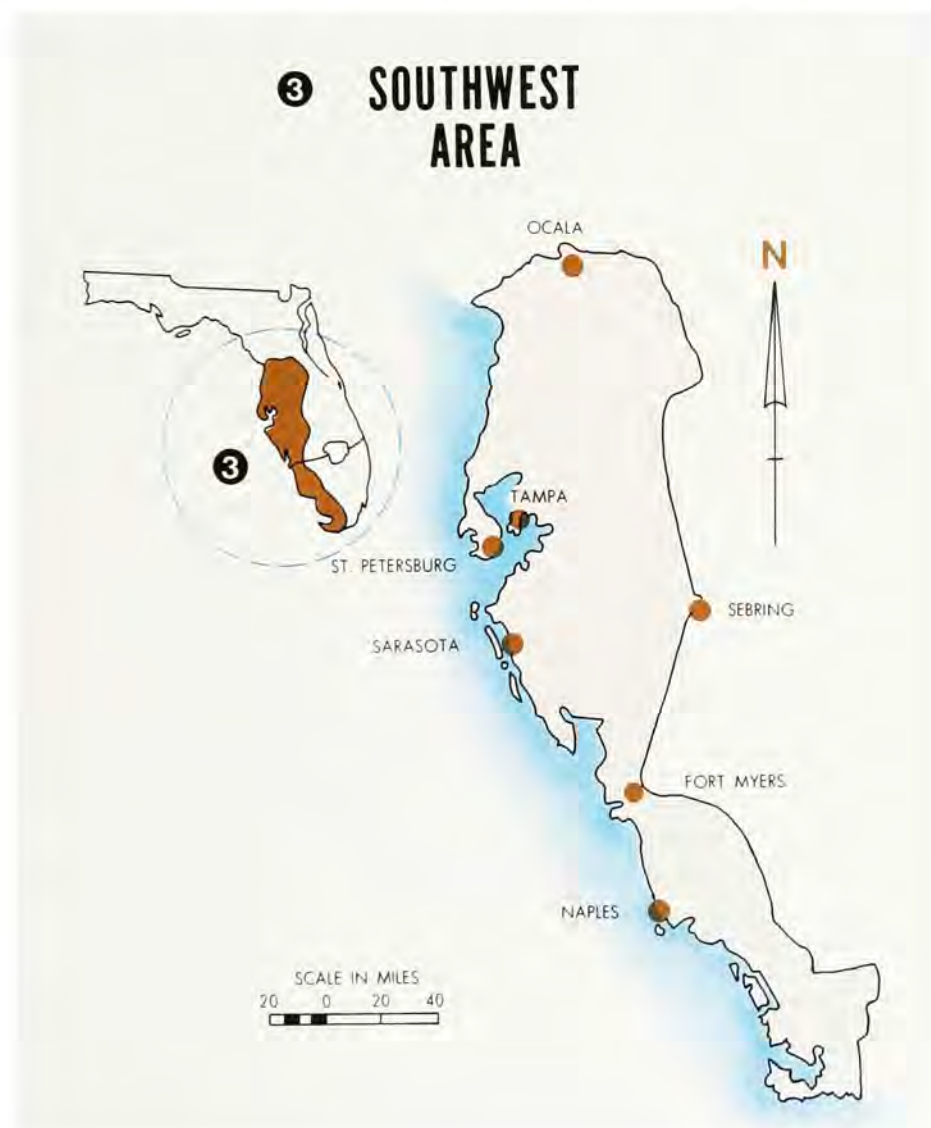 3 SOUTHWEST
AREA
OCALA
N
3
TAMPA
ST. PETERSBURG
SEBRING
SARASOTA
FORT MYERS
NAPLES
SCALE IN MILES
20 0 20 40